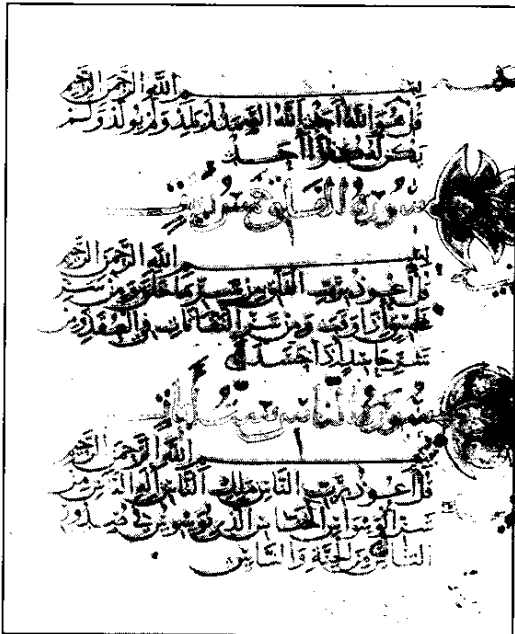 بسم الله الرحمن الرحيم
قل هو الله أحد الله الصمد لم يلد ولم يولد ولم
يكن له كفوا أحد
سورة الفلق
بسم الله الرحمن الرحيم
قل أعوذ برب الفلق من شر ما خلق ومن شر
غاسق إذا وقب ومن شر النفاثات في العقد ومن
شر حاسد إذا حسد
سورة الناس
بسم الله الرحمن الرحيم
قل أعوذ برب الناس ملك الناس إله الناس من
شر الوسواس الخناس الذي يوسوس في صدور
الناس من الجنة والناس